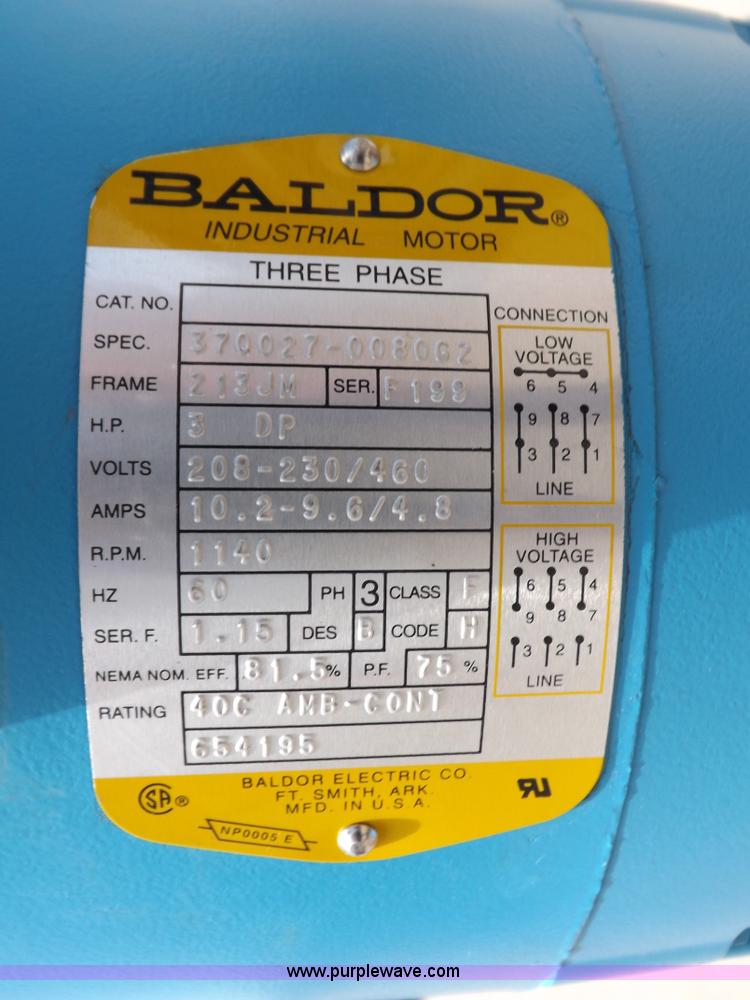 BALDOR®
INDUSTRIAL MOTOR
THREE PHASE
CAT. NO.
SPEC. 370027-008062
FRAME 213JM SER. F199
H.P. 3 DP
VOLTS 208-230/460
AMPS 10.2-9.6/4.8
R.P.M. 1140
HZ 60 PH 3 CLASS F
SER. F. 1.15 DES B CODE H
NEMA NOM. EFF. 81.5% P.F. 75 %
RATING 40C AMB-CONT
654195
CONNECTION
LOW
VOLTAGE
6 5 4
9 8 7
3 2 1
LINE
HIGH
VOLTAGE
6 5 4
9 8 7
3 2 1
LINE
SA®
BALDOR ELECTRIC CO.
FT. SMITH, ARK.
MFD. IN U.S.A.
NP0005 E
RU
www.purplewave.com